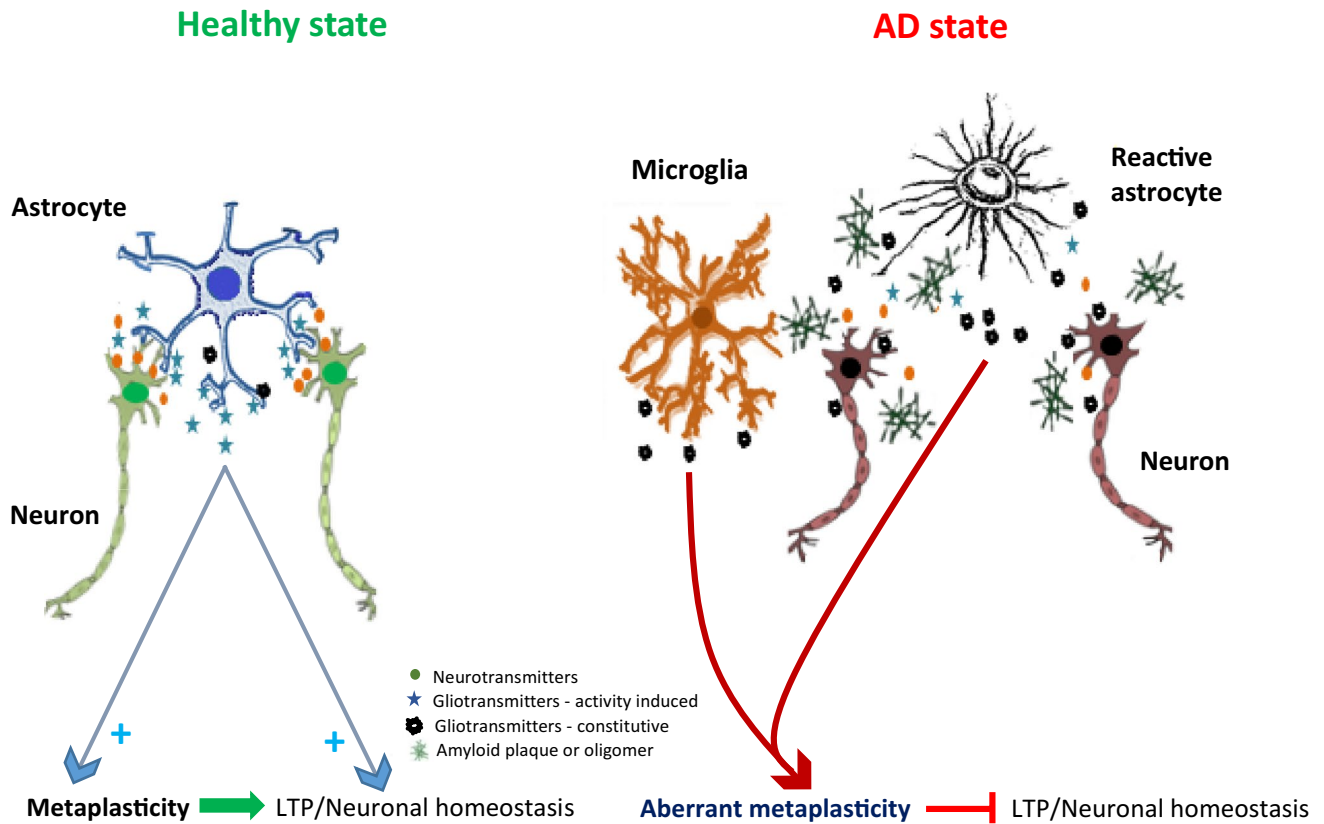 Healthy state
AD state
Astrocyte
Neuron
Microglia
Reactive
astrocyte
Neuron
Neurotransmitters
Gliotransmitters - activity induced
Gliotransmitters - constitutive
Amyloid plaque or oligomer
+
+
Metaplasticity LTP/Neuronal homeostasis
Aberrant metaplasticity LTP/Neuronal homeostasis